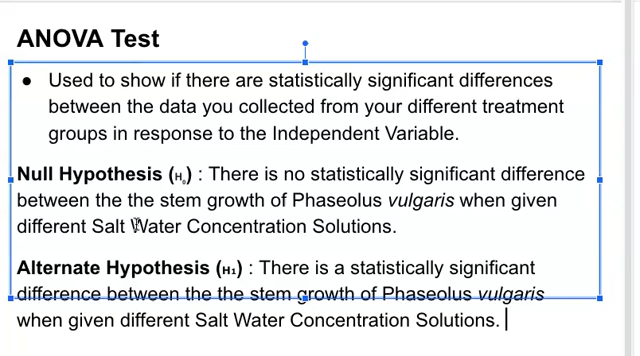 ANOVA Test
● Used to show if there are statistically significant differences
between the data you collected from your different treatment
groups in response to the Independent Variable.
Null Hypothesis (H₀) : There is no statistically significant difference
between the the stem growth of Phaseolus vulgaris when given
different Salt Water Concentration Solutions.
Alternate Hypothesis (H₁) : There is a statistically significant
difference between the the stem growth of Phaseolus vulgaris
when given different Salt Water Concentration Solutions.